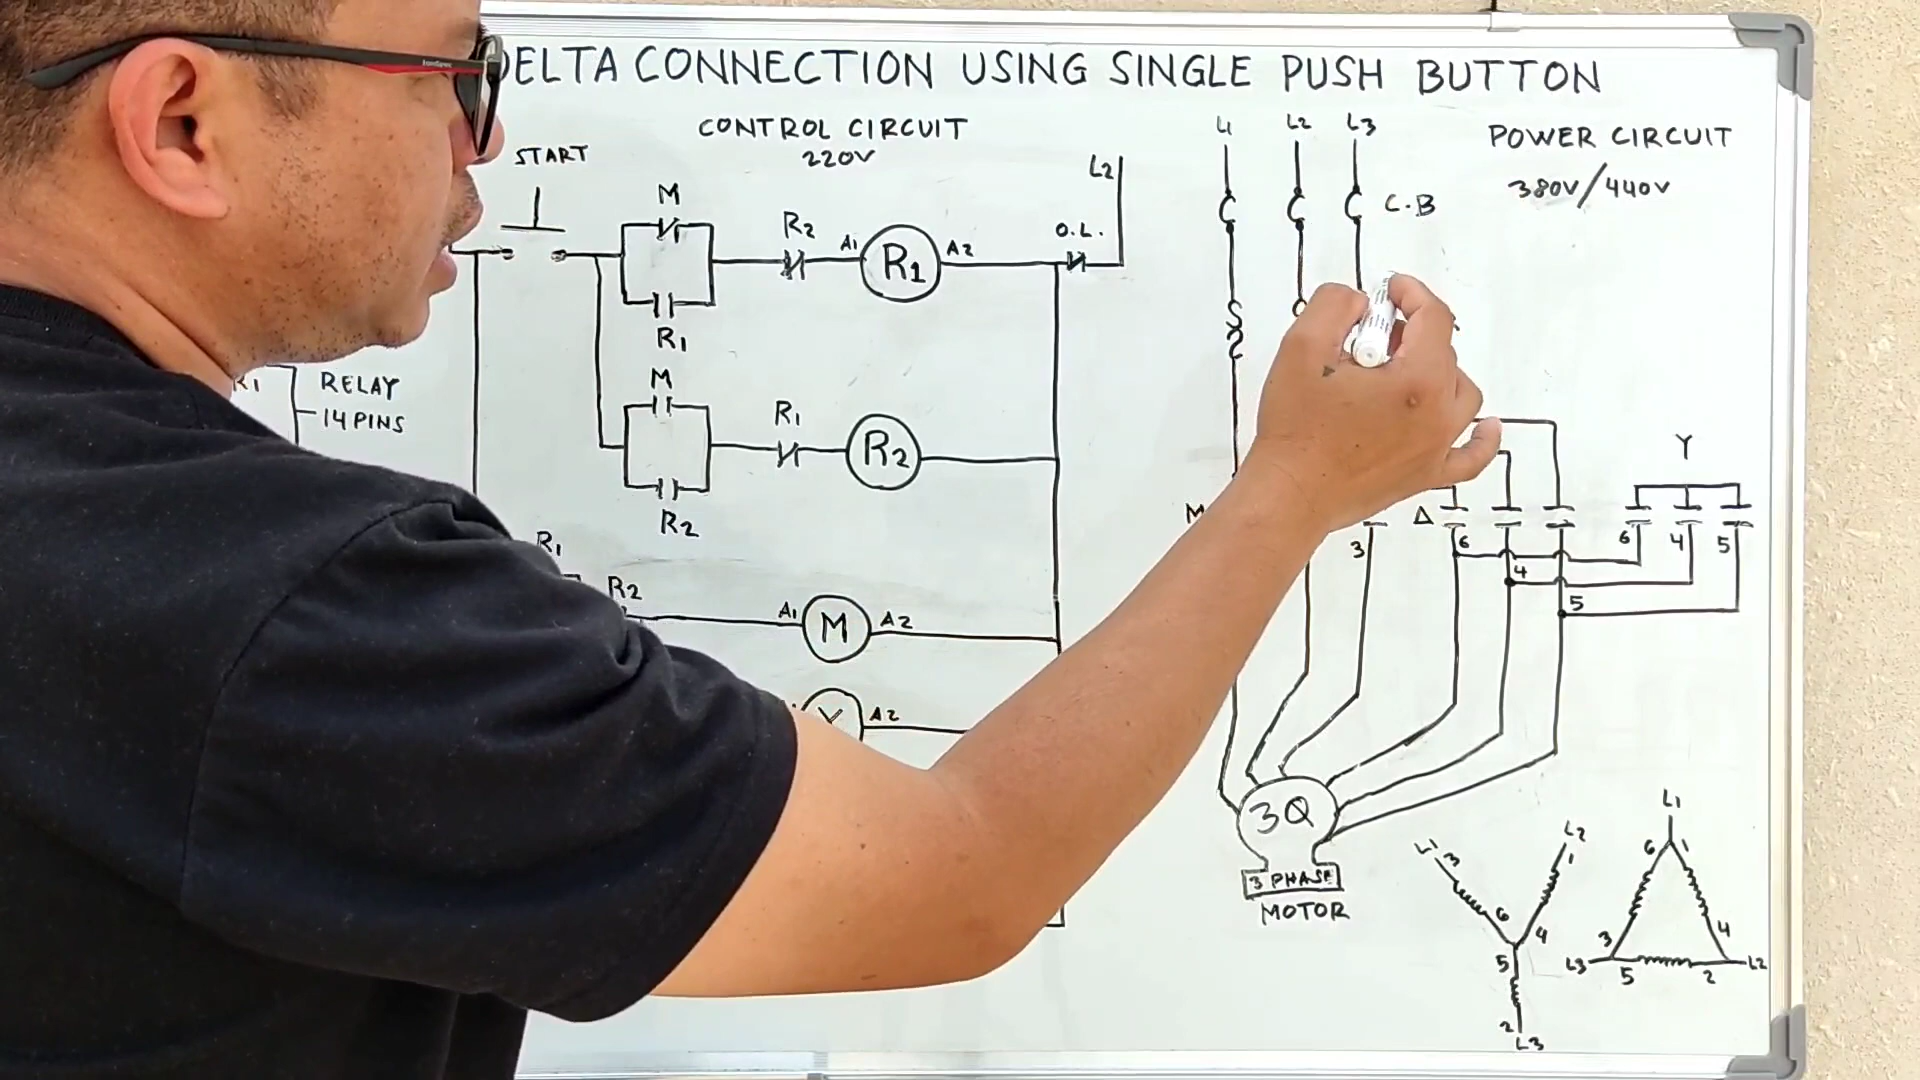 DELTA CONNECTION USING SINGLE PUSH BUTTON
CONTROL CIRCUIT
220V
START
M
R2
A1
R1
A2
O.L.
L2
R1
M
R1
R2
R2
R1
RELAY
14 PINS
R1
R2
A1
M
A2
Y
A2
L1
L2
L3
POWER CIRCUIT
380V/440V
C.B
M
3
Δ
6
4
5
Y
6
4
5
3Q
3 PHASE
MOTOR
3
L2
1
6
4
5
2
L3
L1
6
1
3
4
L3
5
2
L2